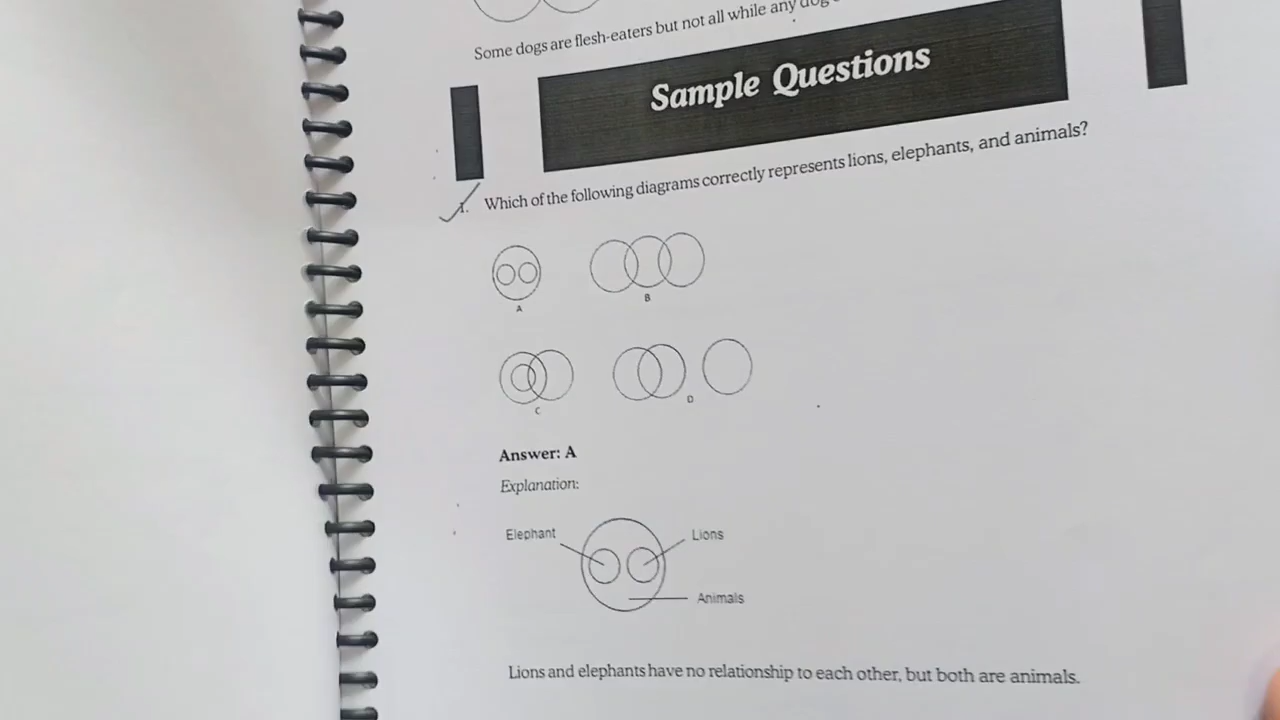 Some dogs are flesh-eaters but not all while any dog
Sample Questions
1. Which of the following diagrams correctly represents lions, elephants, and animals?
A
B
C
D
Answer: A
Explanation:
Elephant
Lions
Animals
Lions and elephants have no relationship to each other, but both are animals.